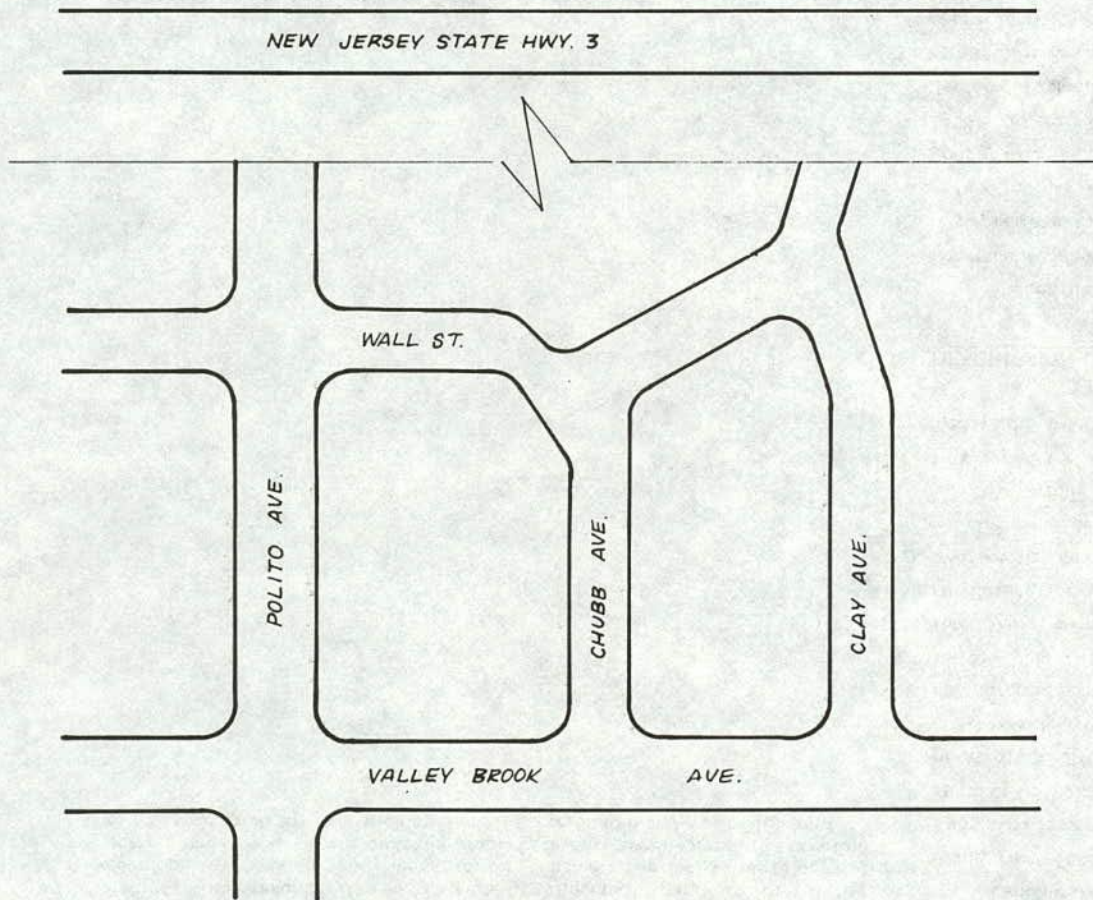 NEW JERSEY STATE HWY. 3
WALL ST.
POLITO AVE.
CHUBB AVE.
CLAY AVE.
VALLEY BROOK AVE.